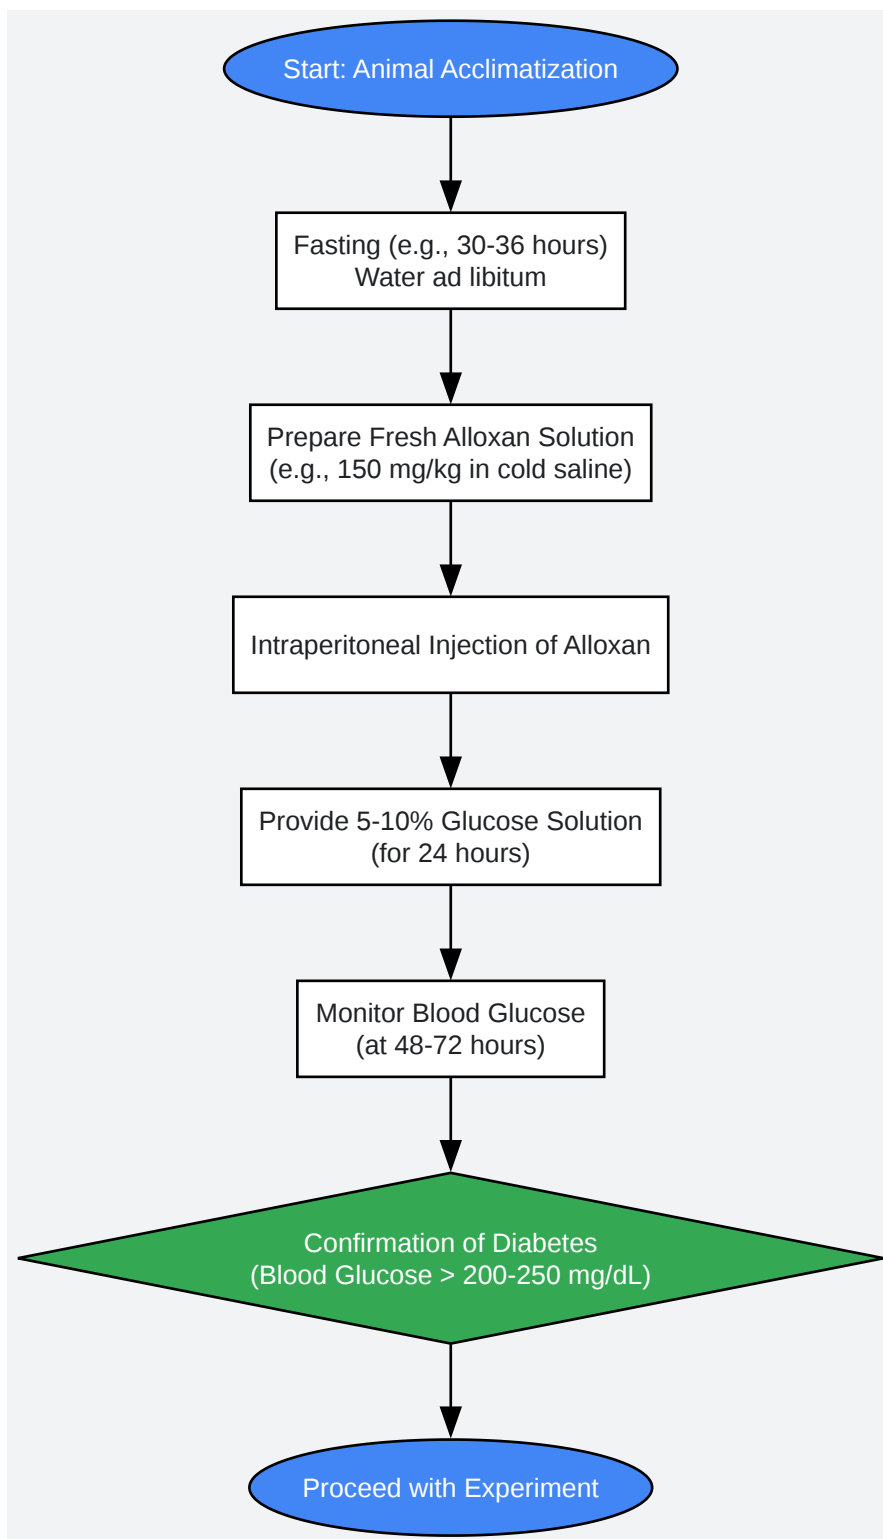 Start: Animal Acclimatization
Fasting (e.g., 30-36 hours)
Water ad libitum
Prepare Fresh Alloxan Solution
(e.g., 150 mg/kg in cold saline)
Intraperitoneal Injection of Alloxan
Provide 5-10% Glucose Solution
(for 24 hours)
Monitor Blood Glucose
(at 48-72 hours)
Confirmation of Diabetes
(Blood Glucose > 200-250 mg/dL)
Proceed with Experiment